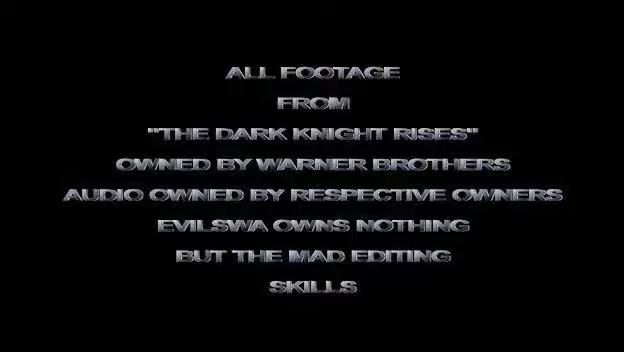 ALL FOOTAGE
FROM
"THE DARK KNIGHT RISES"
OWNED BY WARNER BROTHERS
AUDIO OWNED BY RESPECTIVE OWNERS
EVILSWA OWNS NOTHING
BUT THE MAD EDITING
SKILLS